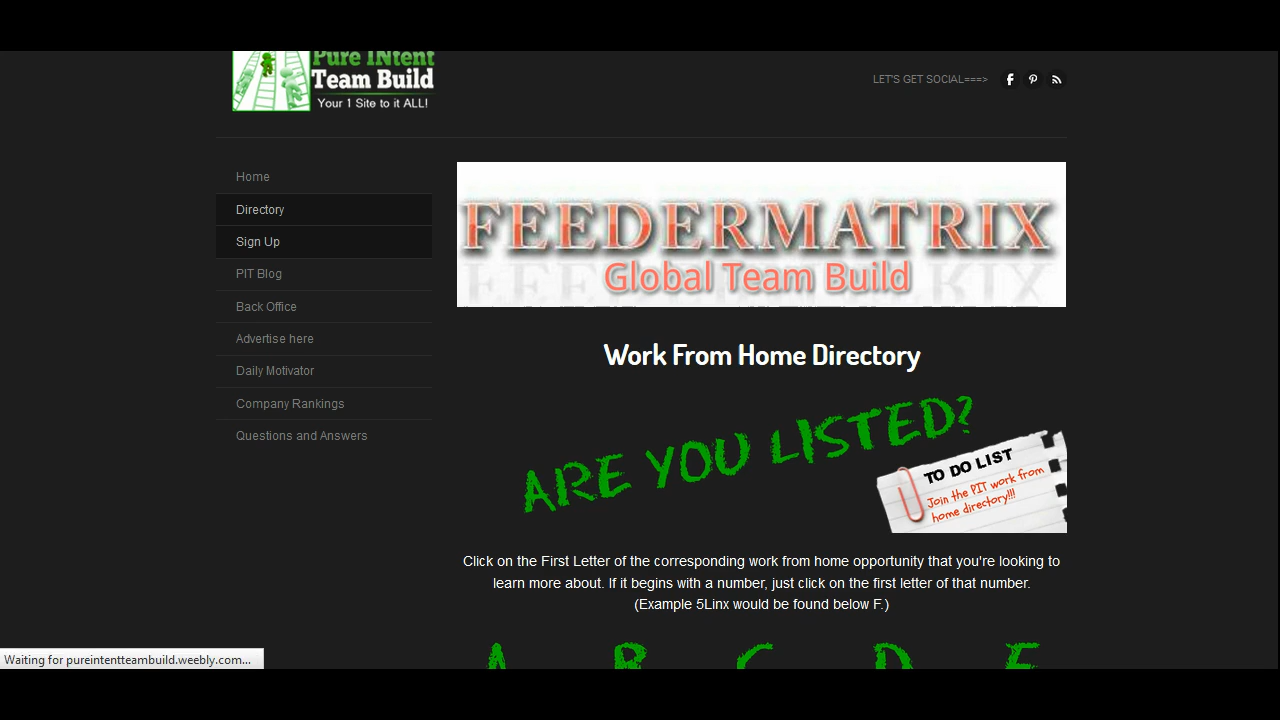 Pure INtent
Team Build
Your 1 Site to it ALL!
LET'S GET SOCIAL===>
Home
Directory
Sign Up
PIT Blog
Back Office
Advertise here
Daily Motivator
Company Rankings
Questions and Answers
FEEDERMATRIX
Global Team Build
Work From Home Directory
ARE YOU LISTED?
TO DO LIST
Join the PIT work from
home directory!!!
Click on the First Letter of the corresponding work from home opportunity that you're looking to
learn more about. If it begins with a number, just click on the first letter of that number.
(Example 5Linx would be found below F.)
A B C D E
Waiting for pureintentteambuild.weebly.com...